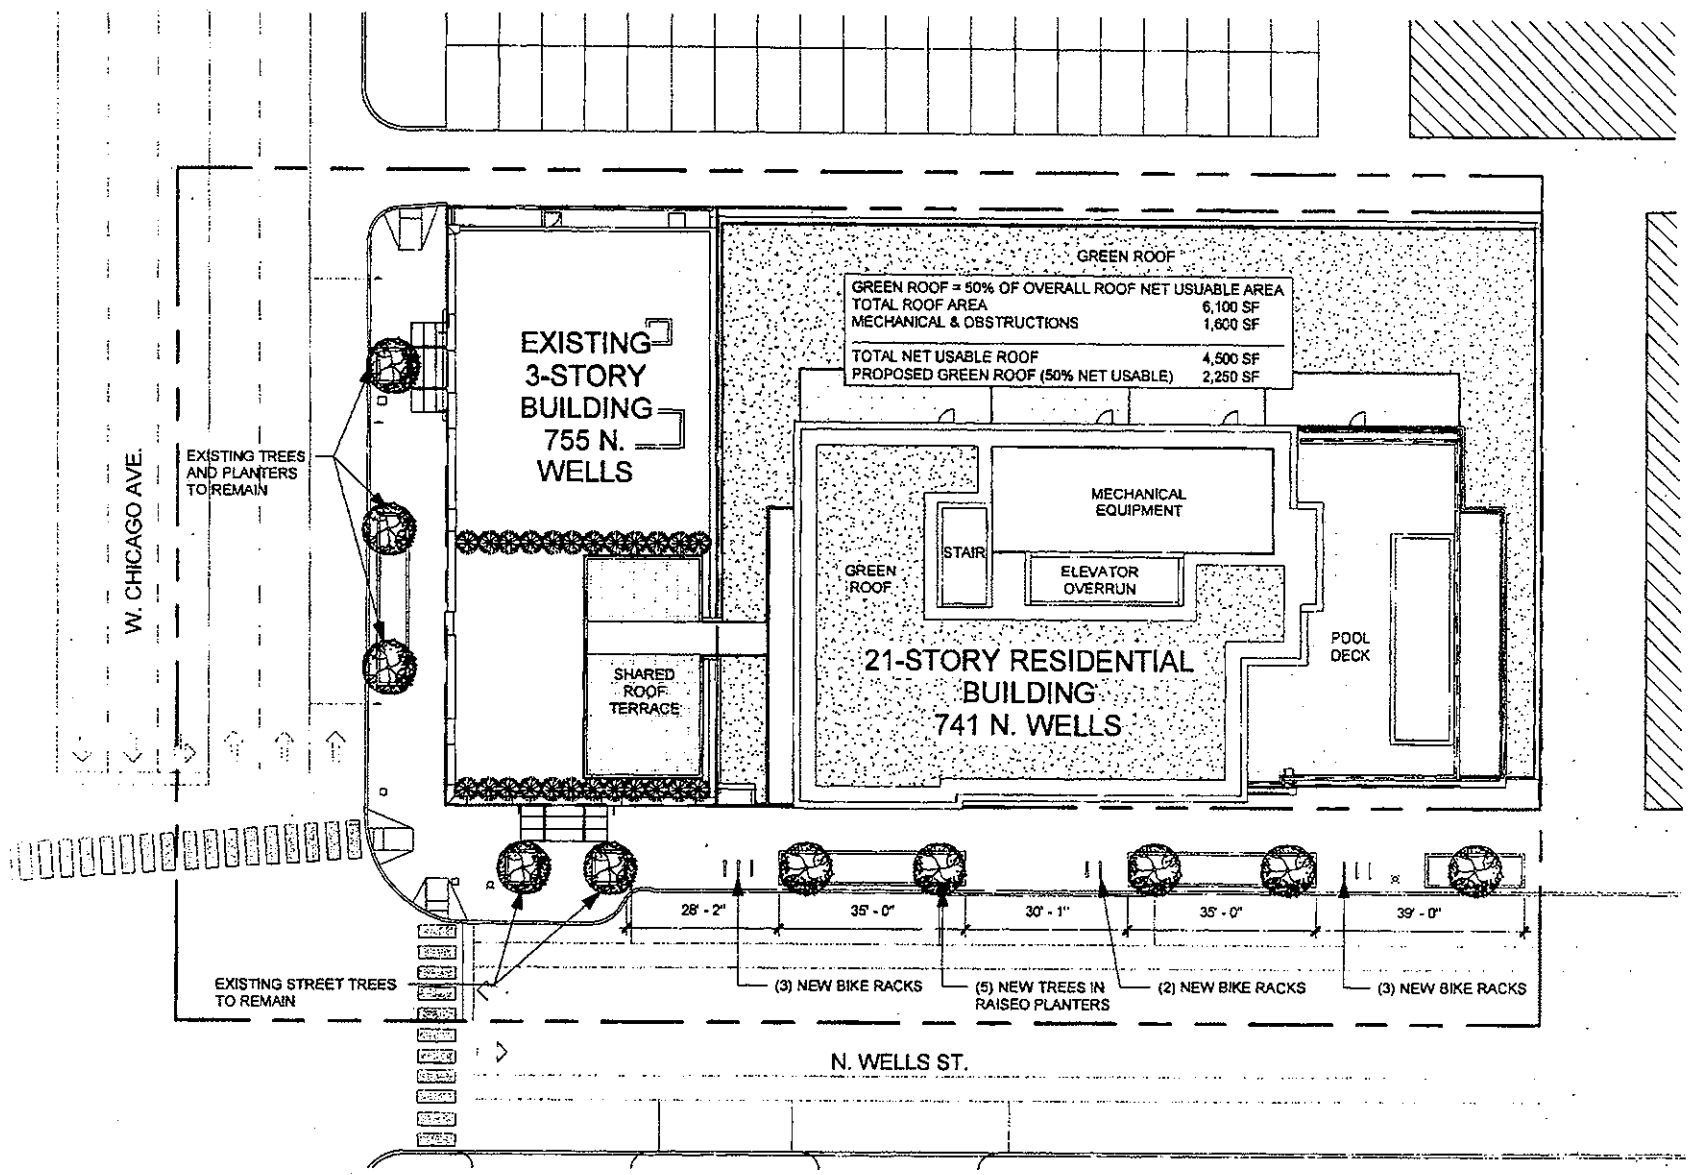 GREEN ROOF
GREEN ROOF = 50% OF OVERALL ROOF NET USUABLE AREA
TOTAL ROOF AREA 6,100 SF
MECHANICAL & OBSTRUCTIONS 1,600 SF
TOTAL NET USABLE ROOF 4,500 SF
PROPOSED GREEN ROOF (50% NET USABLE) 2,250 SF
EXISTING
3-STORY
BUILDING
755 N.
WELLS
W. CHICAGO AVE.
EXISTING TREES
AND PLANTERS
TO REMAIN
MECHANICAL
EQUIPMENT
STAIR
ELEVATOR
OVERRUN
GREEN
ROOF
POOL
DECK
21-STORY RESIDENTIAL
BUILDING
741 N. WELLS
SHARED
ROOF
TERRACE
28' - 2"
35' - 0"
30' - 1"
35' - 0"
39' - 0"
EXISTING STREET TREES
TO REMAIN
(3) NEW BIKE RACKS
(5) NEW TREES IN
RAISEO PLANTERS
(2) NEW BIKE RACKS
(3) NEW BIKE RACKS
N. WELLS ST.